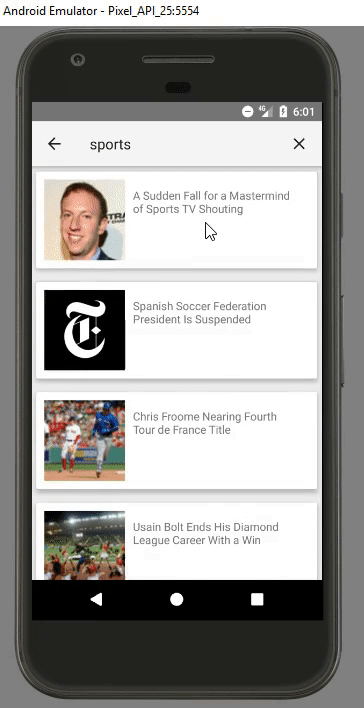 Android Emulator - Pixel_API_25:5554
4G 6:01
sports
A Sudden Fall for a Mastermind
of Sports TV Shouting
Spanish Soccer Federation
President Is Suspended
Chris Froome Nearing Fourth
Tour de France Title
Usain Bolt Ends His Diamond
League Career With a Win